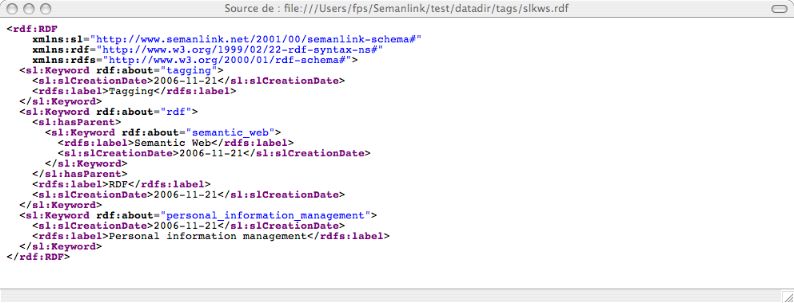 Source de : file:///Users/fps/Semanlink/test/datadir/tags/slkws.rdf
<rdf:RDF
xmlns:sl="http://www.semanlink.net/2001/00/semanlink-schema#"
xmlns:rdf="http://www.w3.org/1999/02/22-rdf-syntax-ns#"
xmlns:rdfs="http://www.w3.org/2000/01/rdf-schema#">
<sl:Keyword rdf:about="tagging">
<sl:slCreationDate>2006-11-21</sl:slCreationDate>
<rdfs:label>Tagging</rdfs:label>
</sl:Keyword>
<sl:Keyword rdf:about="rdf">
<sl:hasParent>
<sl:Keyword rdf:about="semantic_web">
<rdfs:label>Semantic Web</rdfs:label>
<sl:slCreationDate>2006-11-21</sl:slCreationDate>
</sl:Keyword>
</sl:hasParent>
<rdfs:label>RDF</rdfs:label>
<sl:slCreationDate>2006-11-21</sl:slCreationDate>
</sl:Keyword>
<sl:Keyword rdf:about="personal_information_management">
<sl:slCreationDate>2006-11-21</sl:slCreationDate>
<rdfs:label>Personal information management</rdfs:label>
</sl:Keyword>
</rdf:RDF>